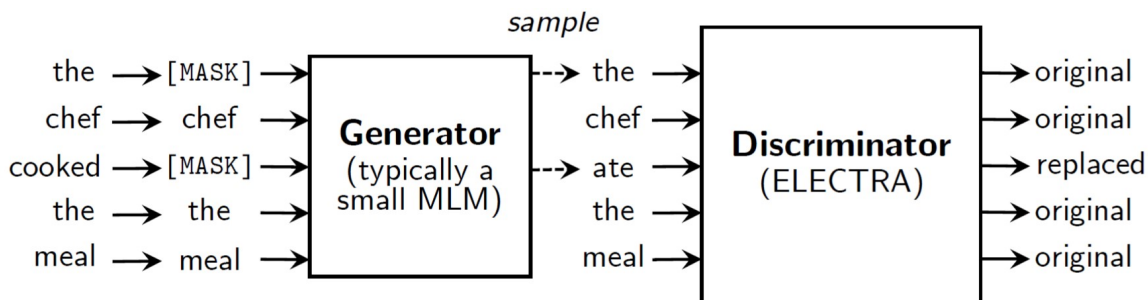 sample
the [MASK] the original
chef chef chef original
cooked [MASK] ate replaced
the the the original
meal meal meal original
Generator
(typically a
small MLM)
Discriminator
(ELECTRA)